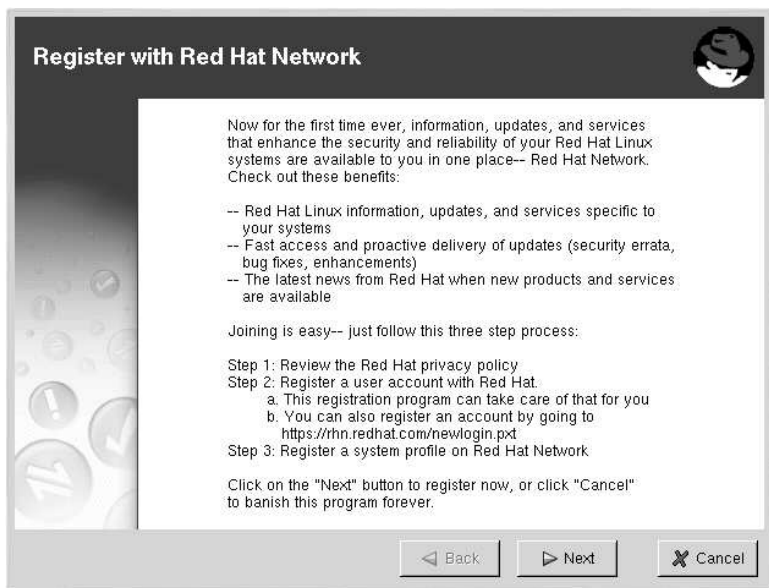 Register with Red Hat Network
Now for the first time ever, information, updates, and services
that enhance the security and reliability of your Red Hat Linux
systems are available to you in one place-- Red Hat Network.
Check out these benefits:
-- Red Hat Linux information, updates, and services specific to
your systems
-- Fast access and proactive delivery of updates (security errata,
bug fixes, enhancements)
-- The latest news from Red Hat when new products and services
are available
Joining is easy-- just follow this three step process:
Step 1: Review the Red Hat privacy policy
Step 2: Register a user account with Red Hat.
a. This registration program can take care of that for you
b. You can also register an account by going to
https://rhn.redhat.com/newlogin.pxt
Step 3: Register a system profile on Red Hat Network
Click on the "Next" button to register now, or click "Cancel"
to banish this program forever.
Back Next Cancel